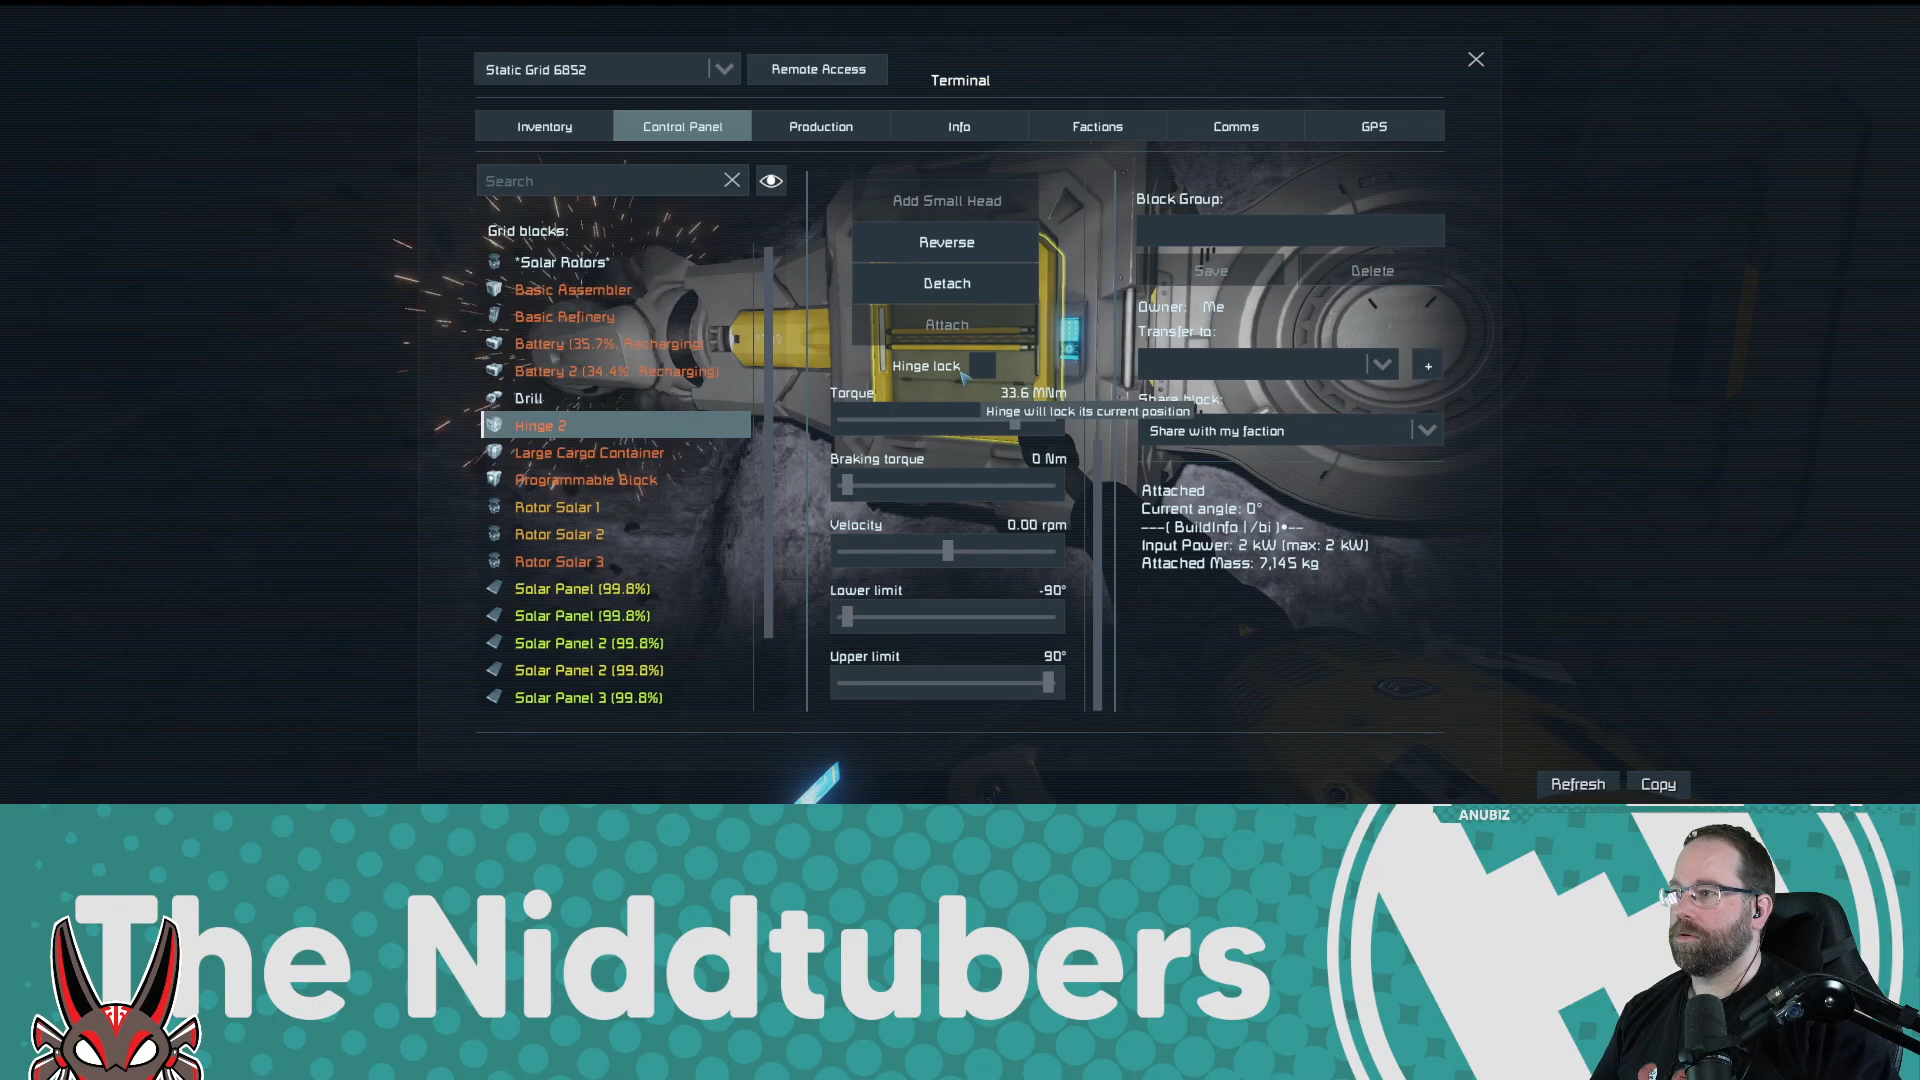 Static Grid 6852
Remote Access
Terminal
Inventory
Control Panel
Production
Info
Factions
Comms
GPS
Search
Grid blocks:
*Solar Rotors*
Basic Assembler
Basic Refinery
Battery (35.7%, Recharging)
Battery 2 (34.4%, Recharging)
Drill
Hinge 2
Large Cargo Container
Programmable Block
Rotor Solar 1
Rotor Solar 2
Rotor Solar 3
Solar Panel (99.8%)
Solar Panel (99.8%)
Solar Panel 2 (99.8%)
Solar Panel 2 (99.8%)
Solar Panel 3 (99.8%)
Add Small Head
Reverse
Detach
Attach
Hinge lock
Torque 33.6 MNm
Hinge will lock its current position
Braking torque 0 Nm
Velocity 0.00 rpm
Lower limit -90°
Upper limit 90°
Block Group:
Save
Delete
Owner: Me
Transfer to:
+
Share block:
Share with my faction
Attached
Current angle: 0°
---( BuildInfo | /bi )•--
Input Power: 2 kW (max: 2 kW)
Attached Mass: 7,145 kg
Refresh
Copy
ANUBIZ
The Niddtubers